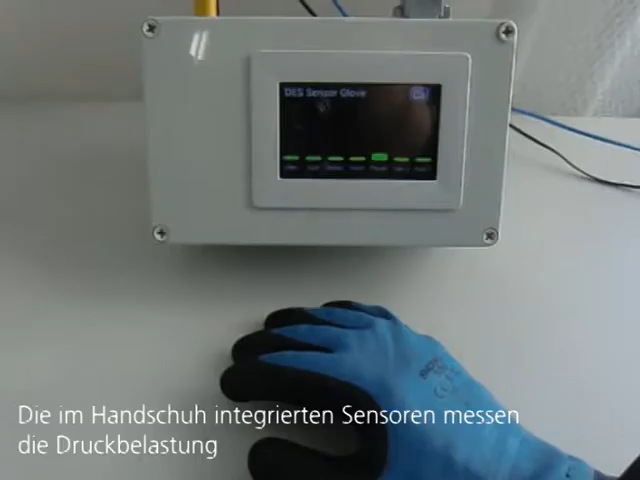 DES Sensor Glove
Die im Handschuh integrierten Sensoren messen
die Druckbelastung